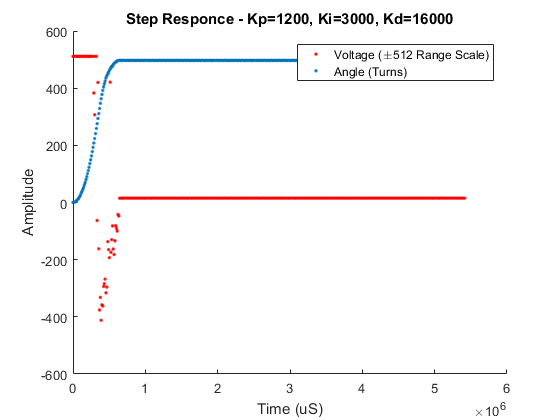 Step Responce - Kp=1200, Ki=3000, Kd=16000
600
400
200
0
-200
-400
-600
Amplitude
Voltage (±512 Range Scale)
Angle (Turns)
0 1 2 3 4 5 6
Time (uS)
×10^6